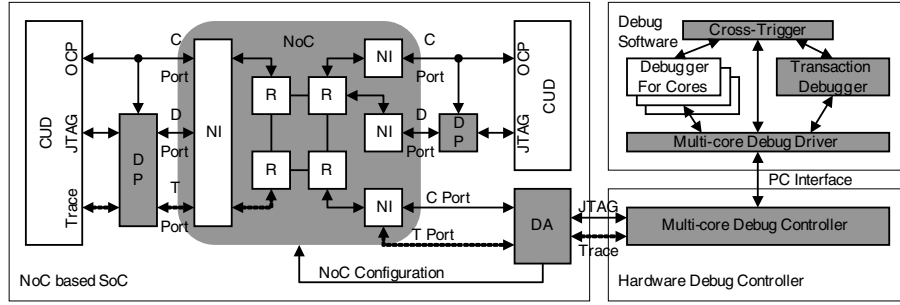 CUD
OCP
JTAG
Trace
DP
C
Port
D
Port
T
Port
NI
NoC
R
R
R
R
NI
NI
NI
C
Port
D
Port
DP
OCP
JTAG
CUD
C Port
T Port
DA
NoC Configuration
NoC based SoC
JTAG
Trace
Debug
Software
Cross-Trigger
Debugger
For Cores
Transaction
Debugger
Multi-core Debug Driver
PC Interface
Multi-core Debug Controller
Hardware Debug Controller